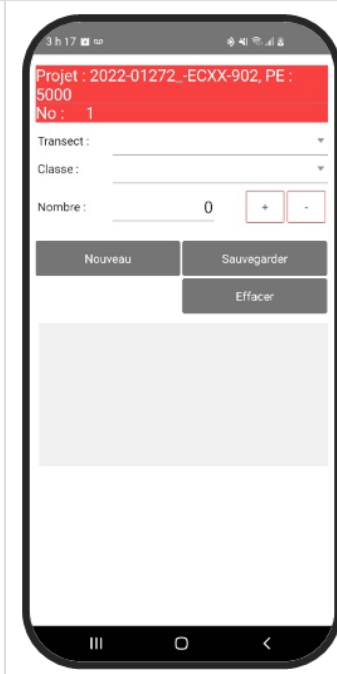 3 h 17
Projet : 2022-01272_-ECXX-902, PE :
5000
No : 1
Transect :
Classe :
Nombre : 0 + -
Nouveau Sauvegarder
Effacer